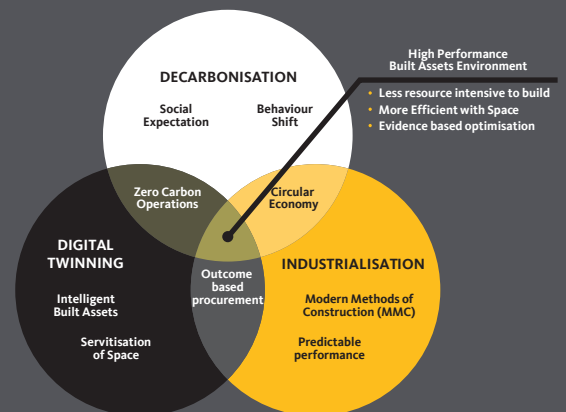 High Performance
Built Assets Environment
• Less resource intensive to build
• More Efficient with Space
• Evidence based optimisation
DECARBONISATION
Social
Expectation
Behaviour
Shift
Zero Carbon
Operations
Circular
Economy
DIGITAL
TWINNING
Intelligent
Built Assets
Servitisation
of Space
Outcome
based
procurement
INDUSTRIALISATION
Modern Methods of
Construction (MMC)
Predictable
performance